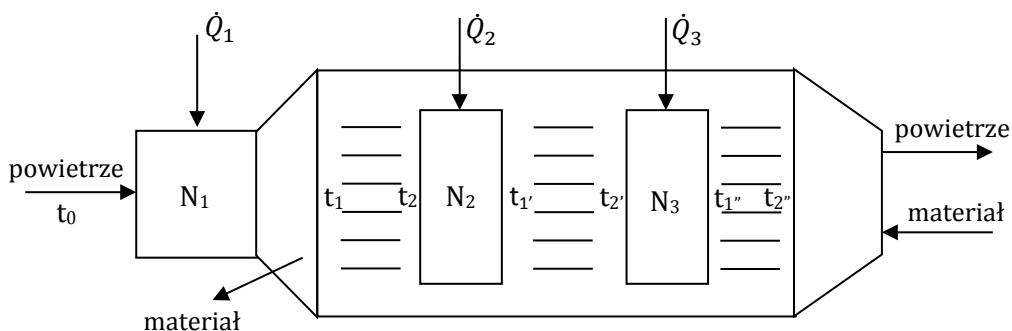 Q̇1
Q̇2
Q̇3
powietrze
t0
N1
t1
t2
N2
t1'
t2'
N3
t1"
t2"
powietrze
materiał
materiał